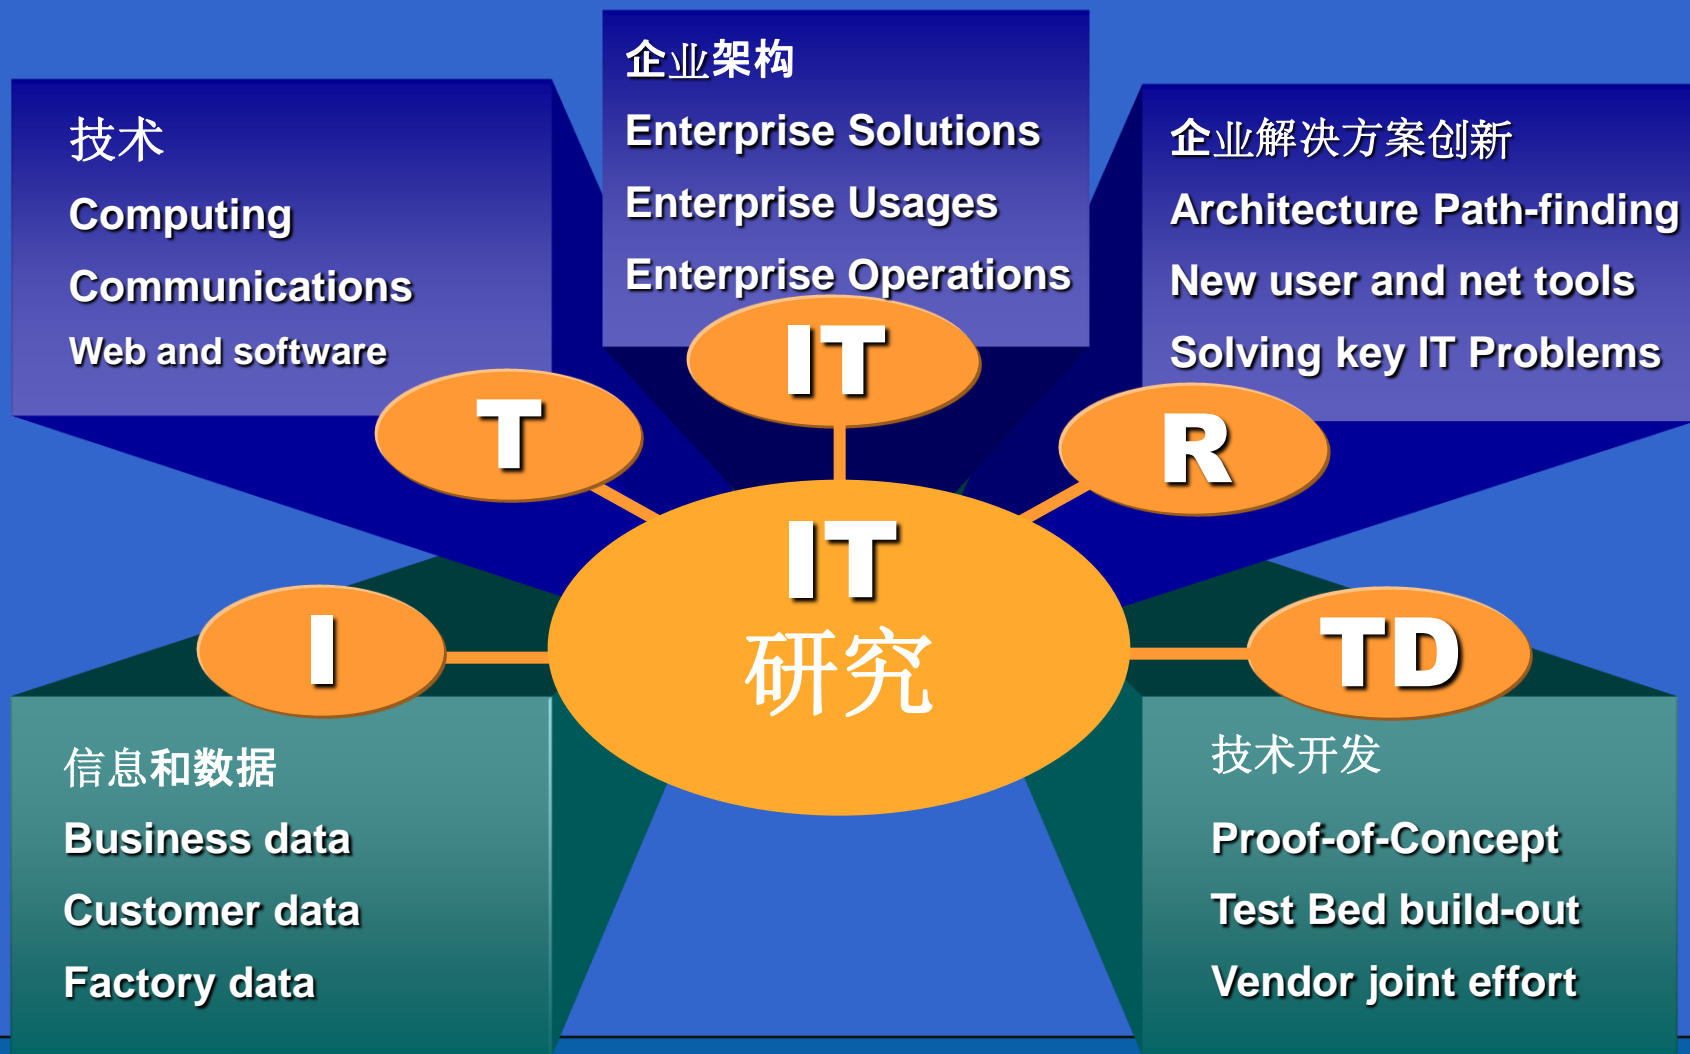 企业架构
Enterprise Solutions
Enterprise Usages
Enterprise Operations
IT
技术
Computing
Communications
Web and software
T
企业解决方案创新
Architecture Path-finding
New user and net tools
Solving key IT Problems
R
IT
研究
I
信息和数据
Business data
Customer data
Factory data
TD
技术开发
Proof-of-Concept
Test Bed build-out
Vendor joint effort